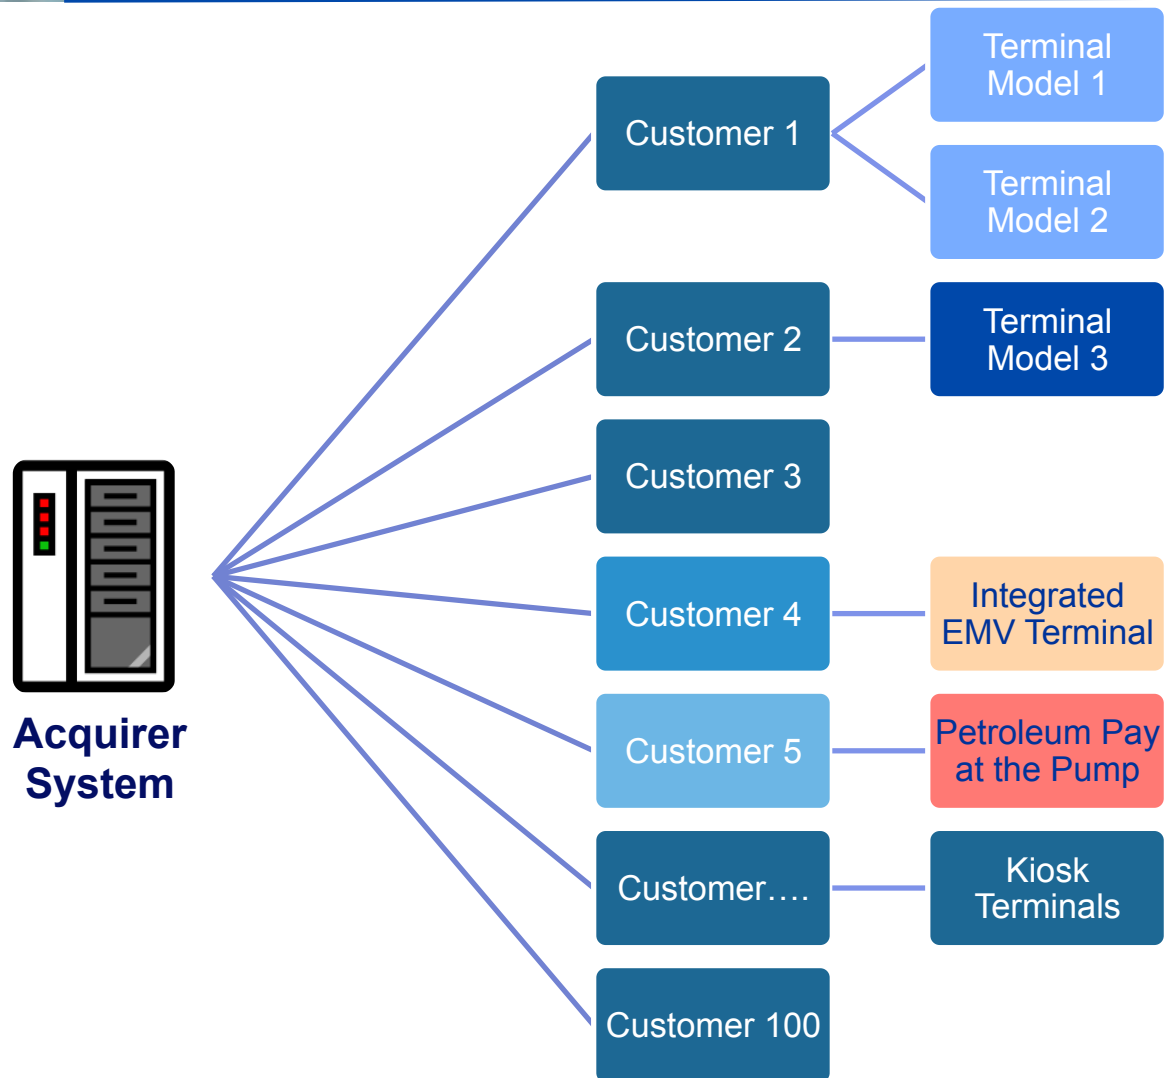 Acquirer
System
Customer 1
Terminal
Model 1
Terminal
Model 2
Customer 2
Terminal
Model 3
Customer 3
Customer 4
Integrated
EMV Terminal
Customer 5
Petroleum Pay
at the Pump
Customer….
Kiosk
Terminals
Customer 100